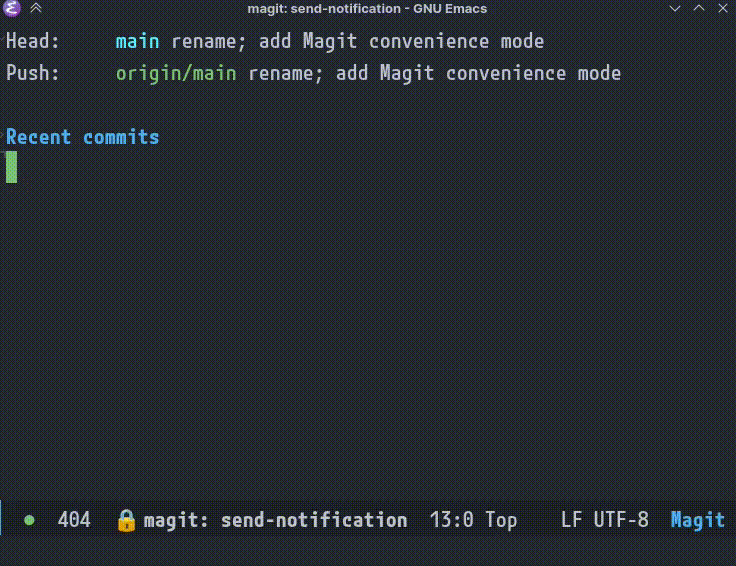 magit: send-notification - GNU Emacs
Head: main rename; add Magit convenience mode
Push: origin/main rename; add Magit convenience mode
Recent commits
404 magit: send-notification 13:0 Top LF UTF-8 Magit